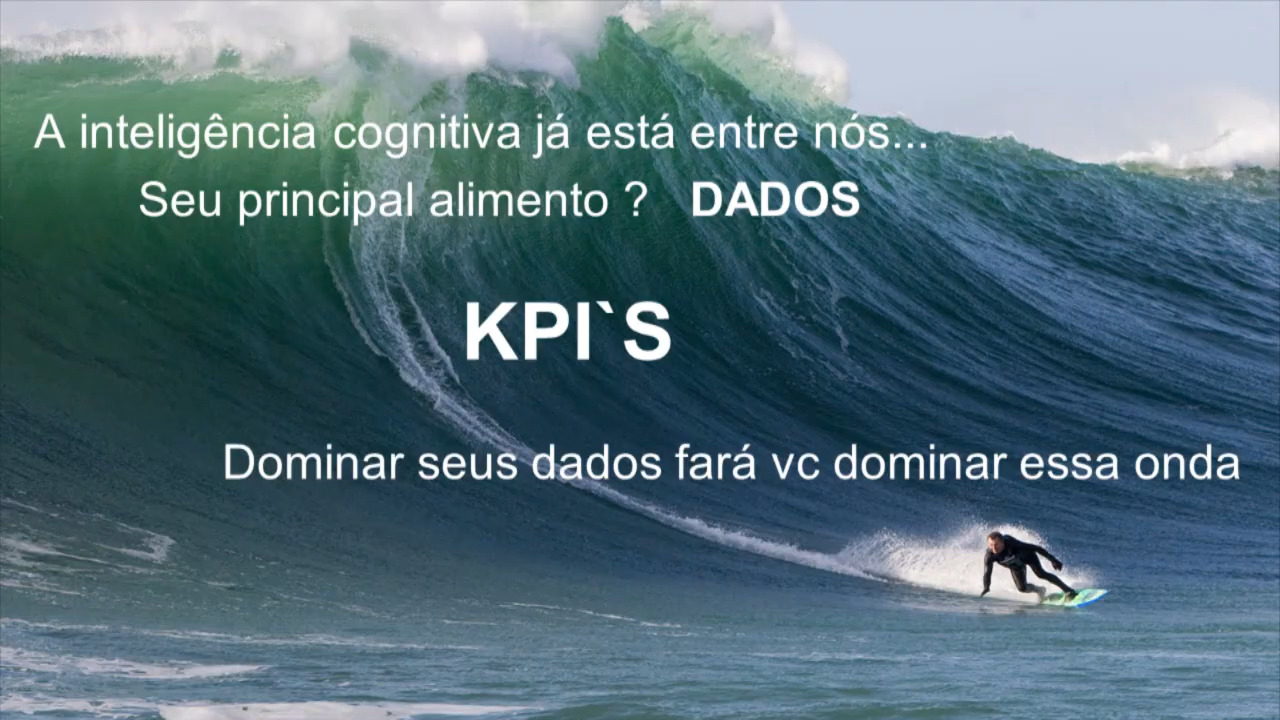 A inteligência cognitiva já está entre nós...
Seu principal alimento ? DADOS
KPI`S
Dominar seus dados fará vc dominar essa onda